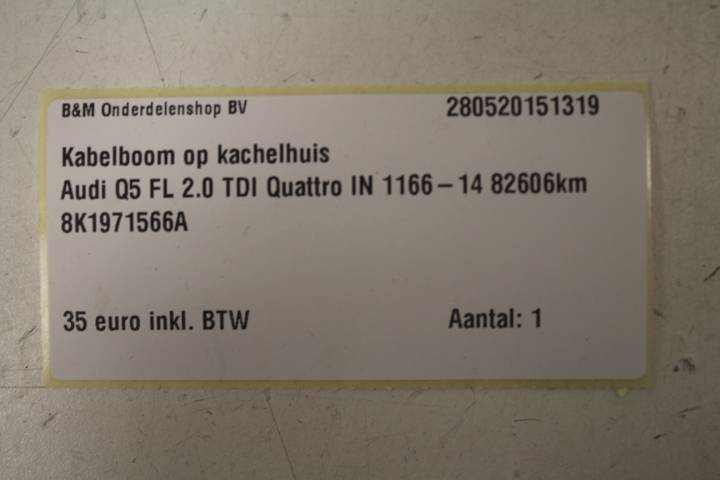 B&M Onderdelenshop BV 280520151319
Kabelboom op kachelhuis
Audi Q5 FL 2.0 TDI Quattro IN 1166-14 82606km
8K1971566A
35 euro inkl. BTW Aantal: 1